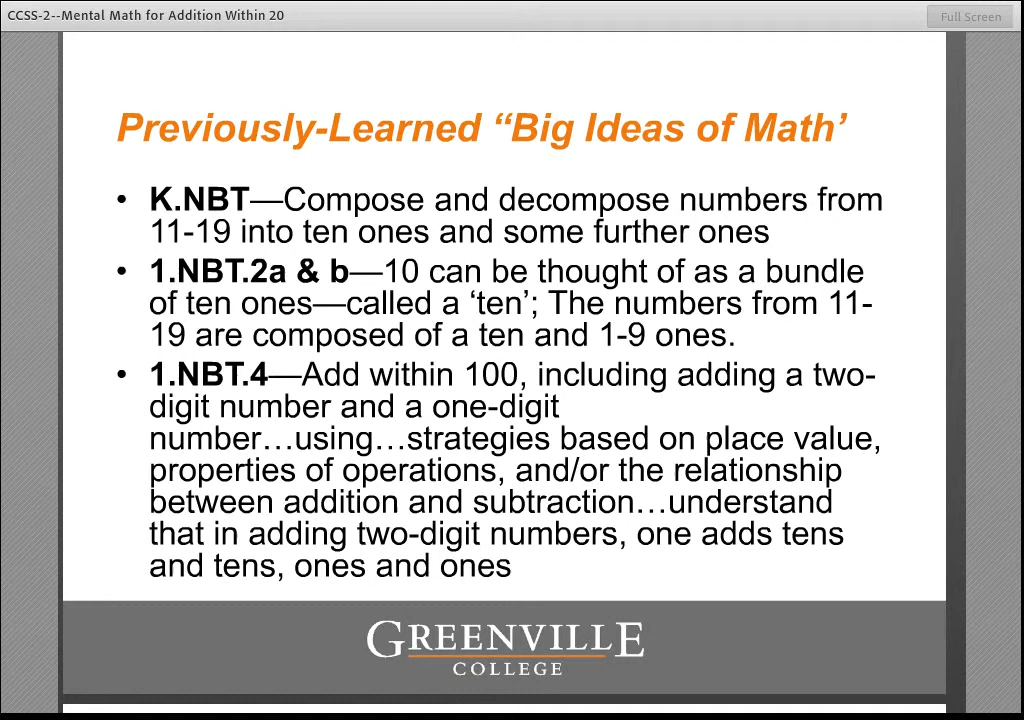 CCSS-2--Mental Math for Addition Within 20
Full Screen
Previously-Learned “Big Ideas of Math’
• K.NBT—Compose and decompose numbers from
11-19 into ten ones and some further ones
• 1.NBT.2a & b—10 can be thought of as a bundle
of ten ones—called a ‘ten’; The numbers from 11-
19 are composed of a ten and 1-9 ones.
• 1.NBT.4—Add within 100, including adding a two-
digit number and a one-digit
number…using…strategies based on place value,
properties of operations, and/or the relationship
between addition and subtraction…understand
that in adding two-digit numbers, one adds tens
and tens, ones and ones
GREENVILLE
COLLEGE